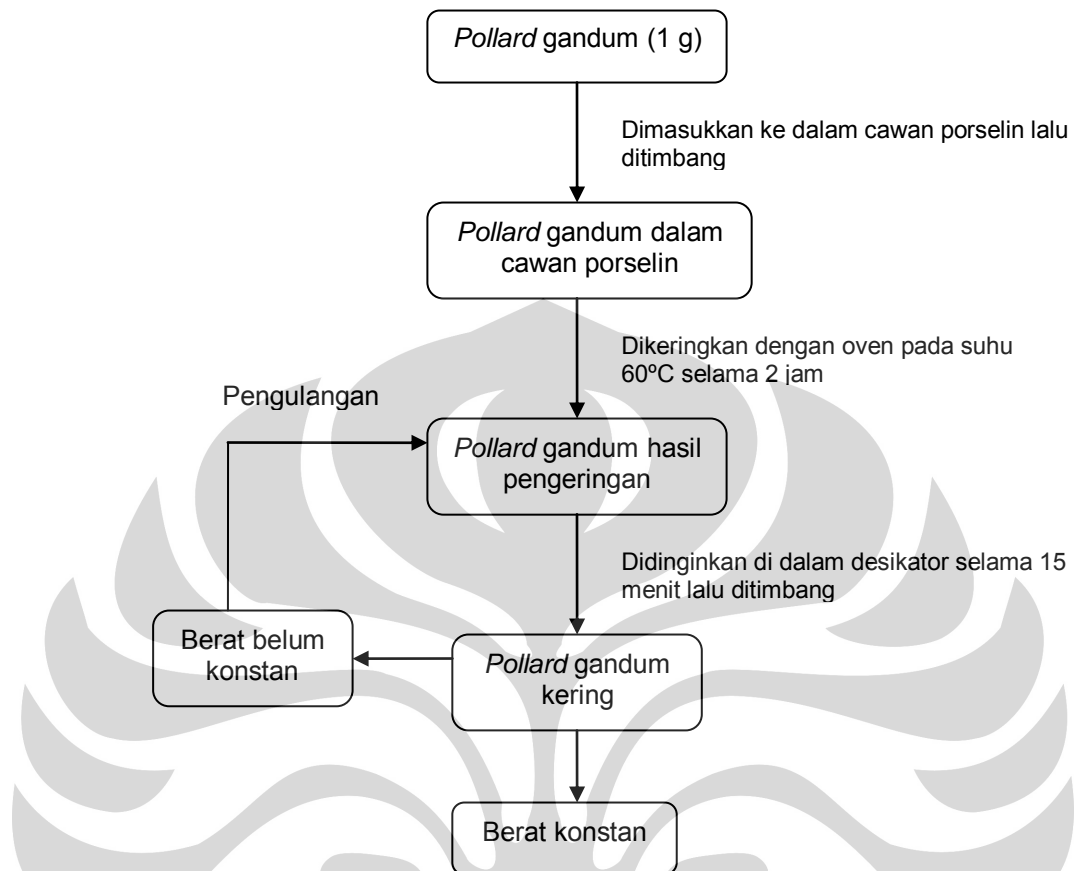 Pollard gandum (1 g)
Dimasukkan ke dalam cawan porselin lalu
ditimbang
Pollard gandum dalam
cawan porselin
Dikeringkan dengan oven pada suhu
60ºC selama 2 jam
Pengulangan
Pollard gandum hasil
pengeringan
Didinginkan di dalam desikator selama 15
menit lalu ditimbang
Berat belum
konstan
Pollard gandum
kering
Berat konstan